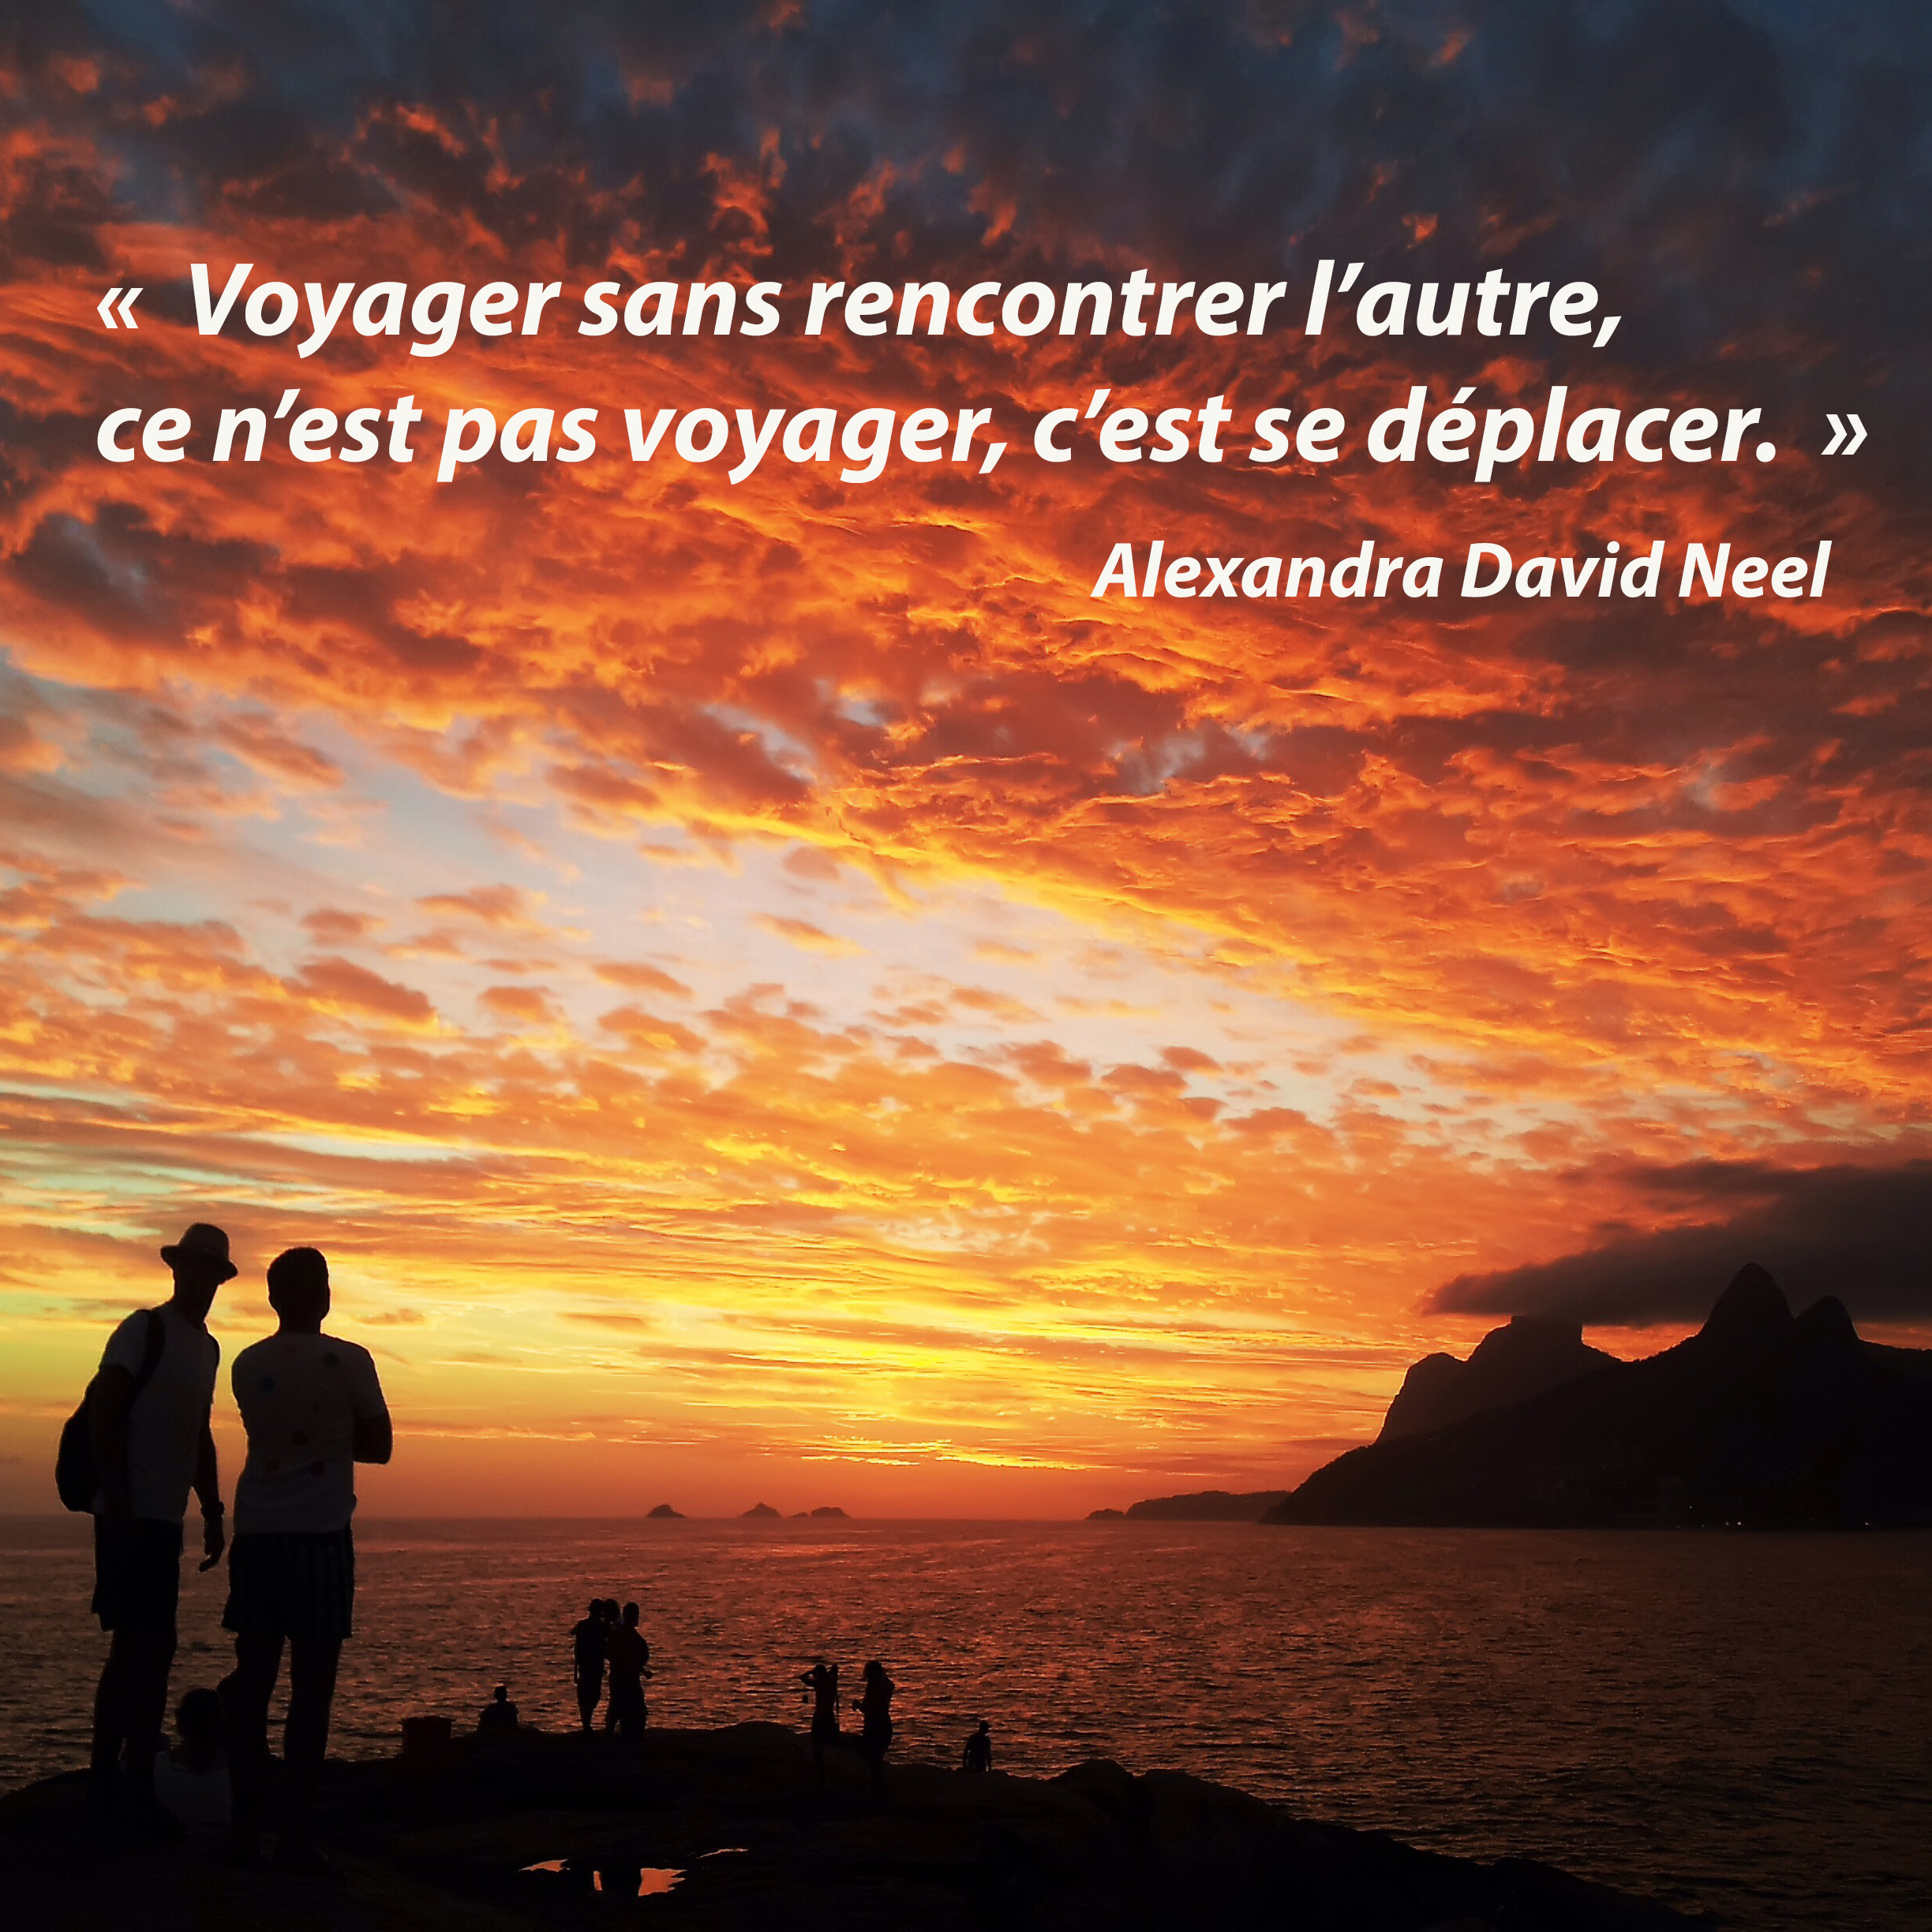 «  Voyager sans rencontrer l’autre,
ce n’est pas voyager, c’est se déplacer.  »
Alexandra David Neel